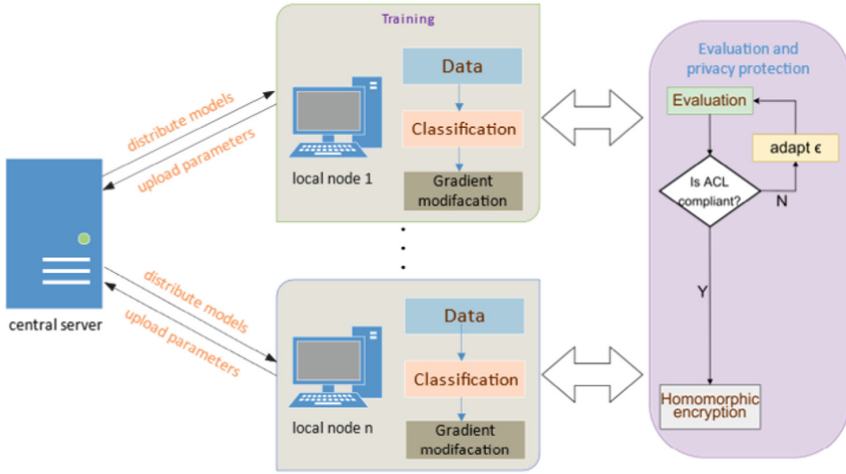 Training
Data
Classification
Gradient
modifacation
local node 1
distribute models
upload parameters
central server
distribute models
upload parameters
Data
Classification
Gradient
modifacation
local node n
Evaluation and
privacy protection
Evaluation
adapt ϵ
Is ACL
compliant?
N
Y
Homomorphic
encryption